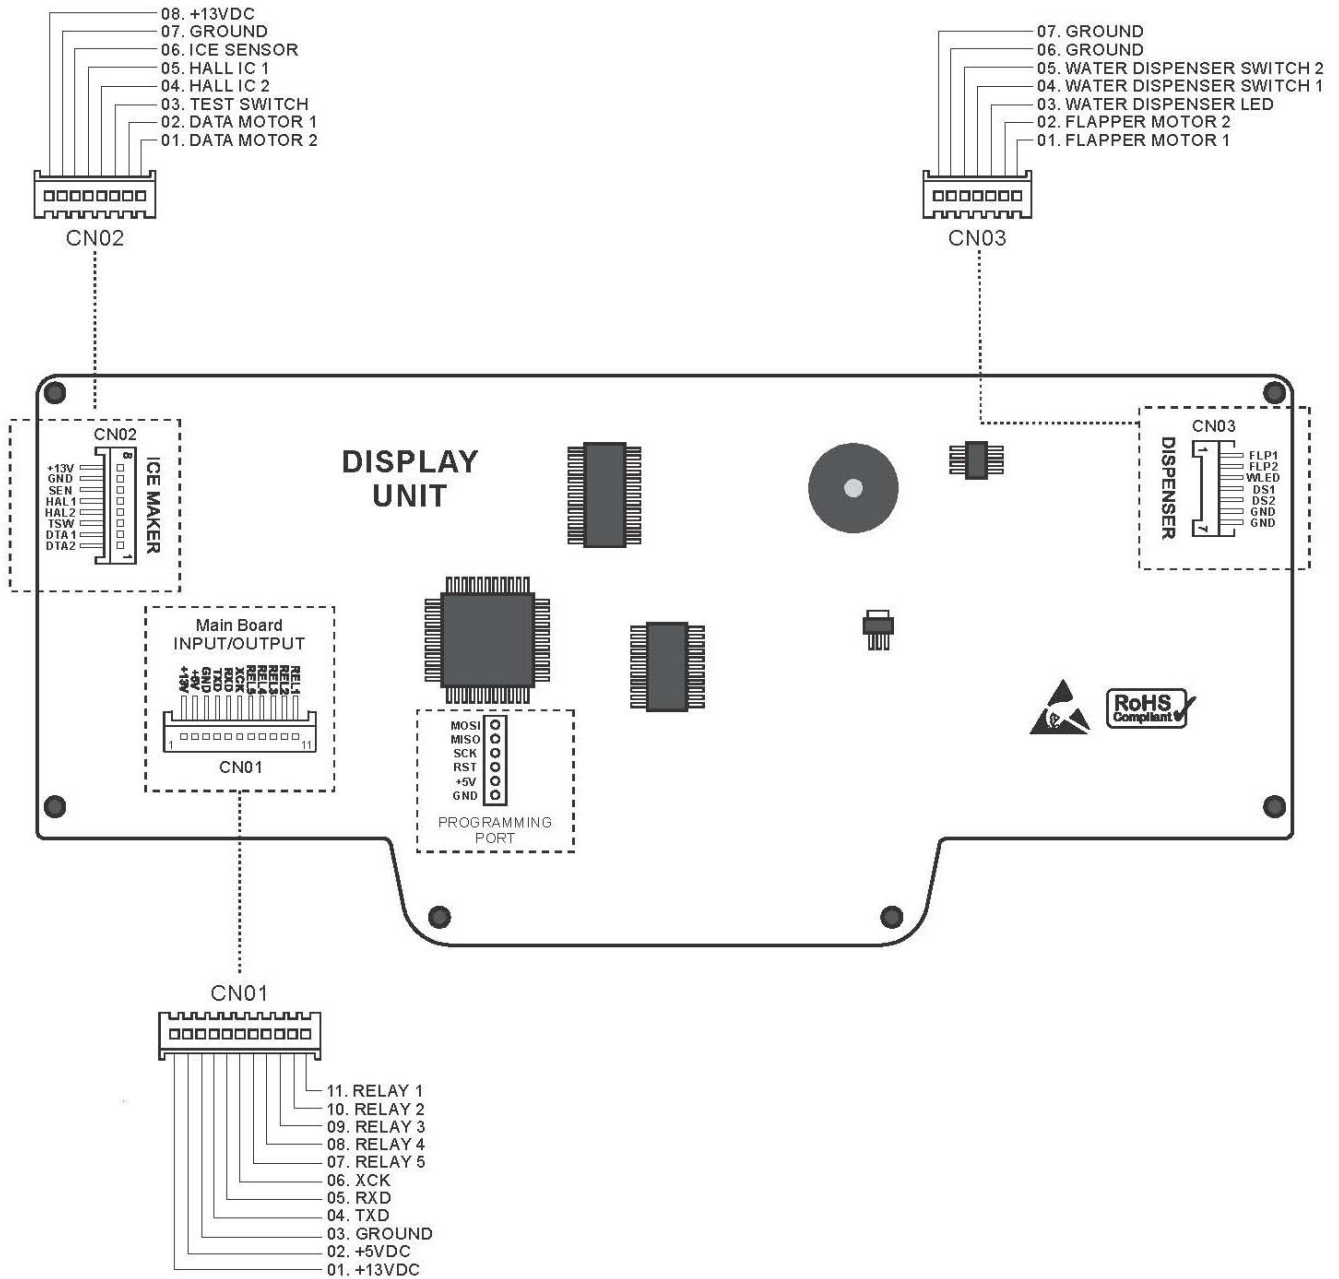 08. +13VDC
07. GROUND
06. ICE SENSOR
05. HALL IC 1
04. HALL IC 2
03. TEST SWITCH
02. DATA MOTOR 1
01. DATA MOTOR 2
CN02
07. GROUND
06. GROUND
05. WATER DISPENSER SWITCH 2
04. WATER DISPENSER SWITCH 1
03. WATER DISPENSER LED
02. FLAPPER MOTOR 2
01. FLAPPER MOTOR 1
CN03
CN02
8
+13V
GND
SEN
HAL1
HAL2
TSW
DTA1
DTA2
1
ICE MAKER
DISPLAY
UNIT
CN03
DISPENSER
1
7
FLP1
FLP2
WLED
DS1
DS2
GND
GND
Main Board
INPUT/OUTPUT
+13V
+5V
GND
TXD
RXD
XCK
REL5
REL4
REL3
REL2
REL1
1
11
CN01
MOSI
MISO
SCK
RST
+5V
GND
PROGRAMMING
PORT
RoHS
Compliant
CN01
11. RELAY 1
10. RELAY 2
09. RELAY 3
08. RELAY 4
07. RELAY 5
06. XCK
05. RXD
04. TXD
03. GROUND
02. +5VDC
01. +13VDC